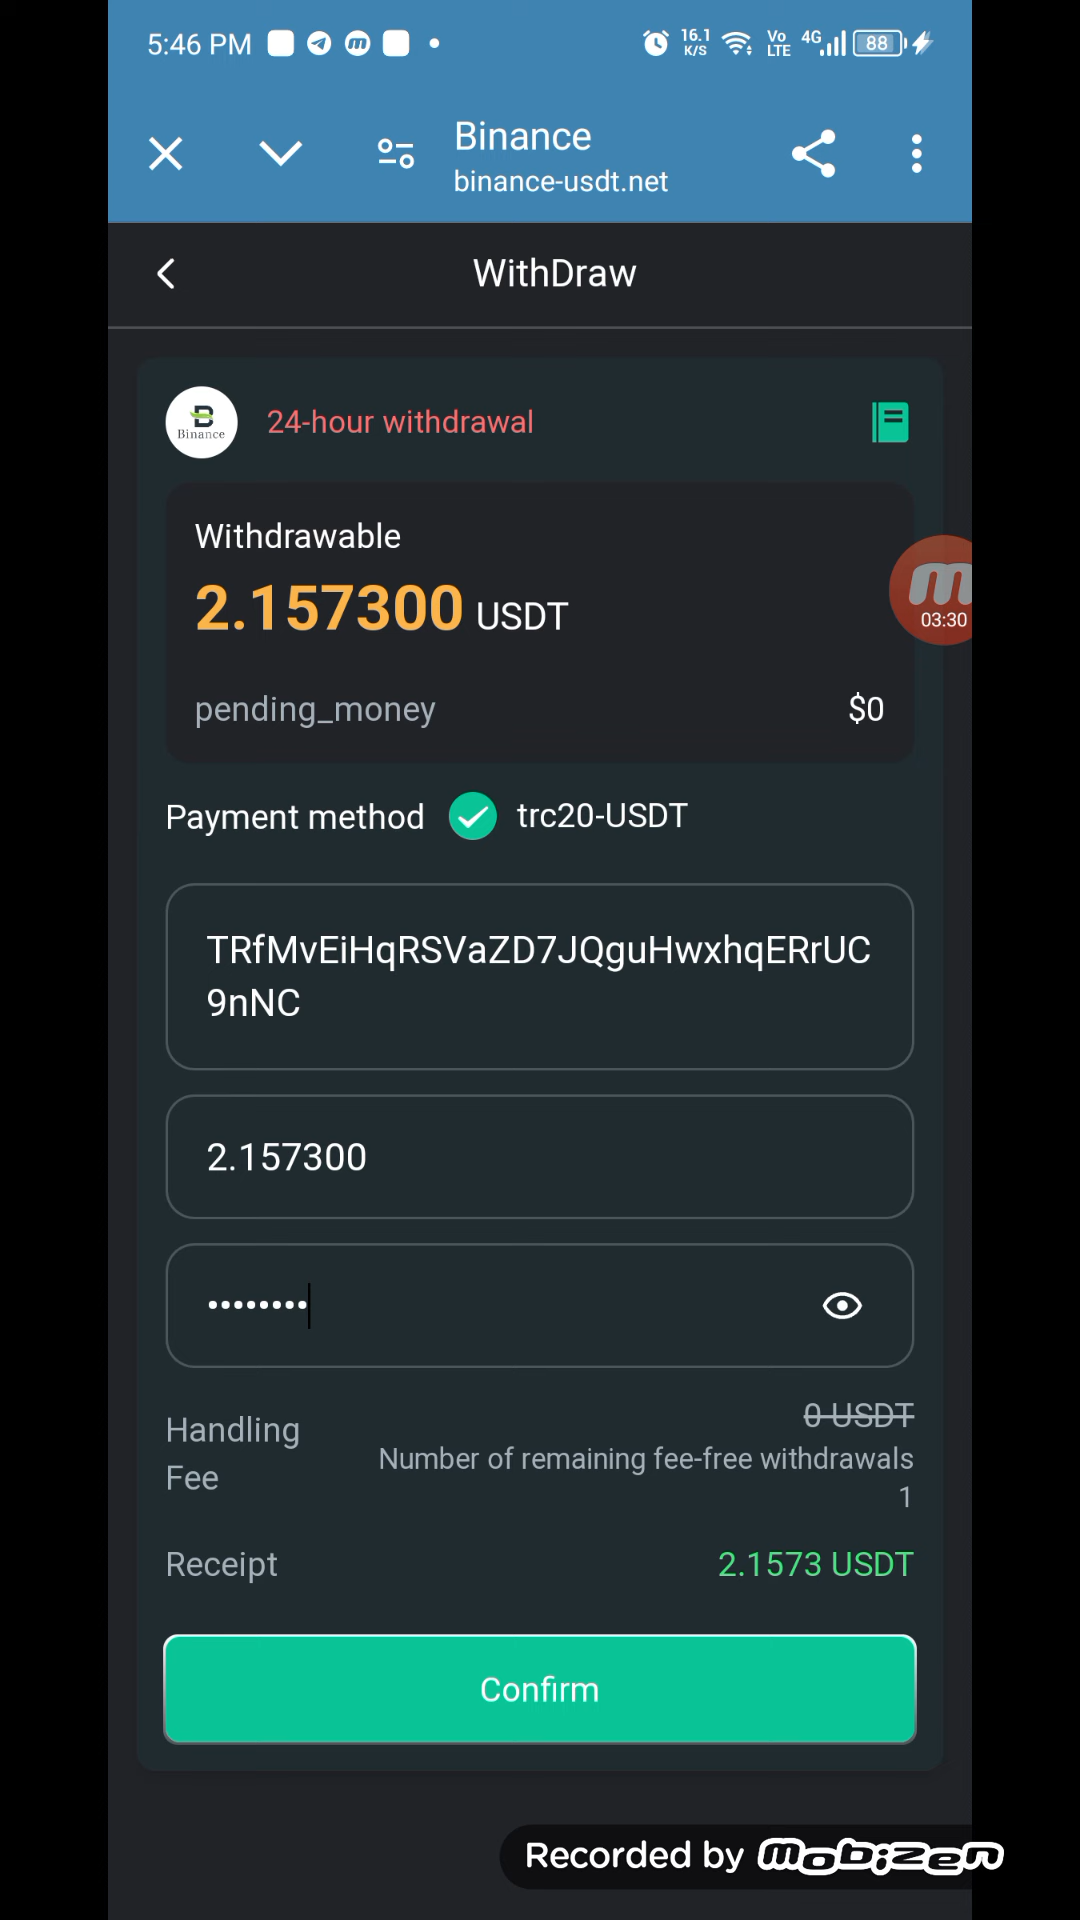 5:46 PM
16.1
K/S
Vo
LTE
4G
88
Binance
binance-usdt.net
WithDraw
B
Binance
24-hour withdrawal
Withdrawable
2.157300 USDT
03:30
pending_money $0
Payment method trc20-USDT
TRfMvEiHqRSVaZD7JQguHwxhqERrUC
9nNC
2.157300
••••••••
0 USDT
Handling
Fee
Number of remaining fee-free withdrawals
1
Receipt 2.1573 USDT
Confirm
Recorded by mobizen